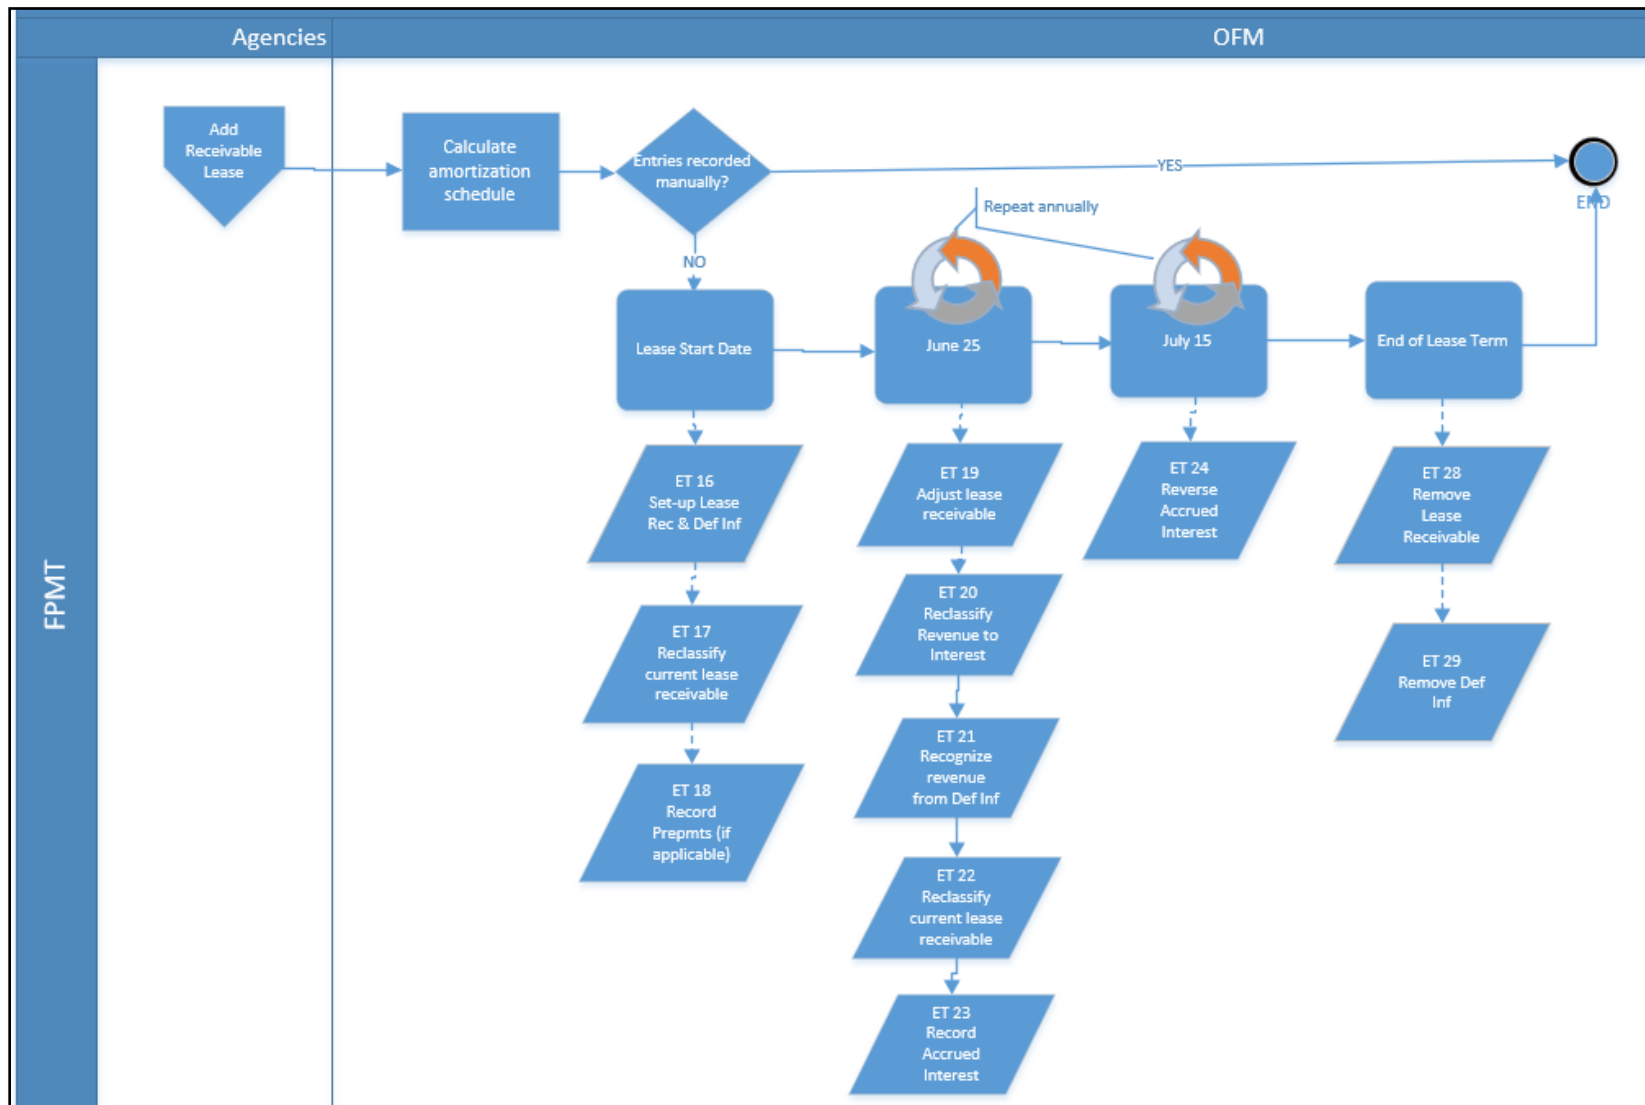 Agencies
OFM
FPMT
Add
Receivable
Lease
Calculate
amortization
schedule
Entries recorded
manually?
YES
END
NO
Repeat annually
Lease Start Date
June 25
July 15
End of Lease Term
ET 16
Set-up Lease
Rec & Def Inf
ET 17
Reclassify
current lease
receivable
ET 18
Record
Prepmts (if
applicable)
ET 19
Adjust lease
receivable
ET 20
Reclassify
Revenue to
Interest
ET 21
Recognize
revenue
from Def Inf
ET 22
Reclassify
current lease
receivable
ET 23
Record
Accrued
Interest
ET 24
Reverse
Accrued
Interest
ET 28
Remove
Lease
Receivable
ET 29
Remove Def
Inf